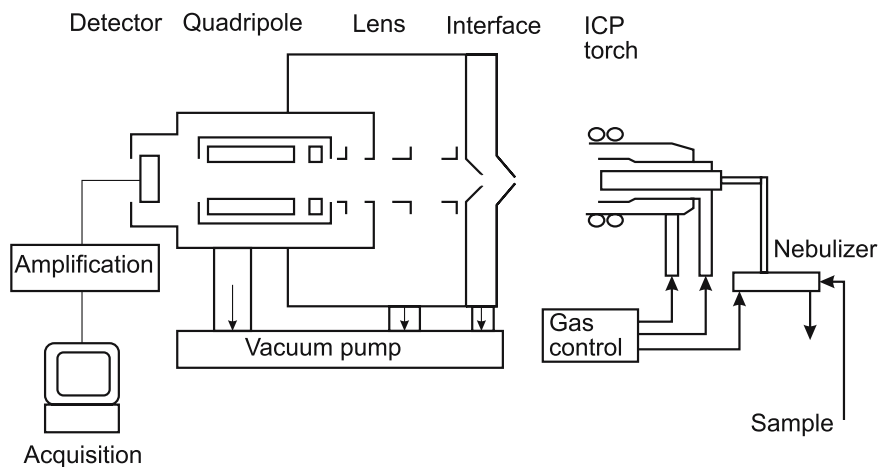 Detector Quadripole Lens Interface ICP
torch
Amplification
Nebulizer
Vacuum pump
Gas
control
Sample
Acquisition